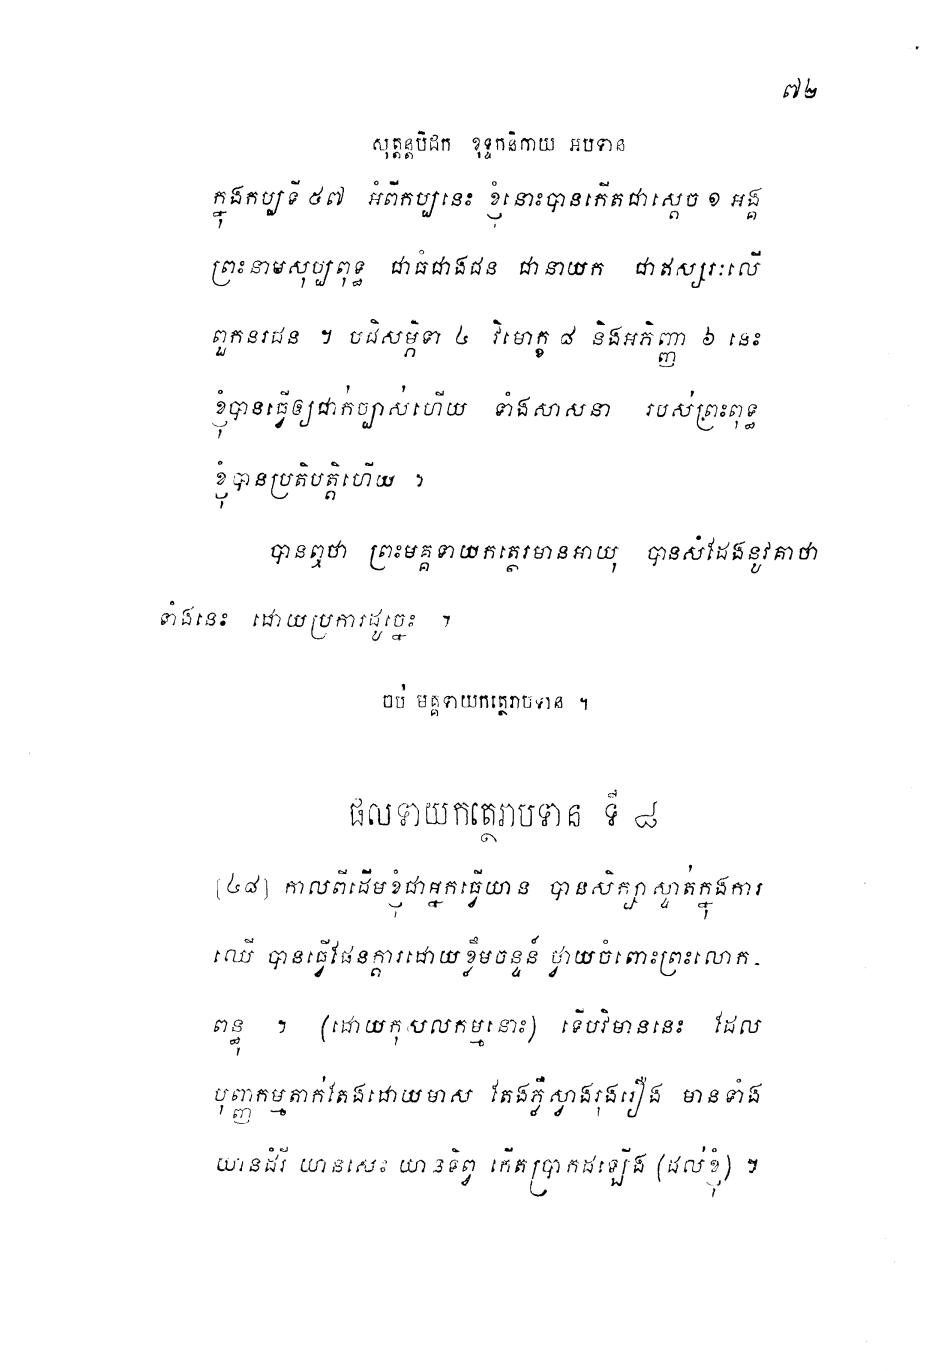 ៧២
សុត្តន្តបិដក ខុទ្ទកនិកាយ អបទាន
ក្នុងកប្បទី ៥៧ អំពីកប្បនេះ ខ្ញុំនោះបានកើតជាស្តេច ១ អង្គ
ព្រះនាមសុប្បពុទ្ធ ជាធំជាងជន ជានាយក ជាឥស្សរៈលើ
ពួកនរជន ។ បដិសម្ភិទា ៤ វិមោក្ខ ៨ និងអភិញ្ញា ៦ នេះ
ខ្ញុំបានធ្វើឲ្យជាក់ច្បាស់ហើយ ទាំងសាសនា របស់ព្រះពុទ្ធ
ខ្ញុំបានប្រតិបត្តិហើយ ។
បានឮថា ព្រះមគ្គទាយកត្ថេរមានអាយុ បានសំដែងនូវគាថា
ទាំងនេះ ដោយប្រការដូច្នេះ ។
ចប់ មគ្គទាយកត្ថេរាបទាន ។
ផលទាយកត្ថេរាបទាន ទី ៨
[៤៨] កាលពីដើមខ្ញុំជាអ្នកធ្វើយាន បានសិក្សាស្ទាត់ក្នុងការ
ឈើ បានធ្វើផែនក្តារដោយខ្លឹមចន្ទន៍ ថ្វាយចំពោះព្រះលោក-
ពន្ធុ ។ (ដោយកុសលកម្មនោះ) ទើបវិមាននេះ ដែល
បុញ្ញកម្មតាក់តែងដោយមាស តែងភ្លឺស្វាងរុងរឿង មានទាំង
យានដំរី យានសេះ យានទិព្វ កើតប្រាកដឡើង (ដល់ខ្ញុំ) ។